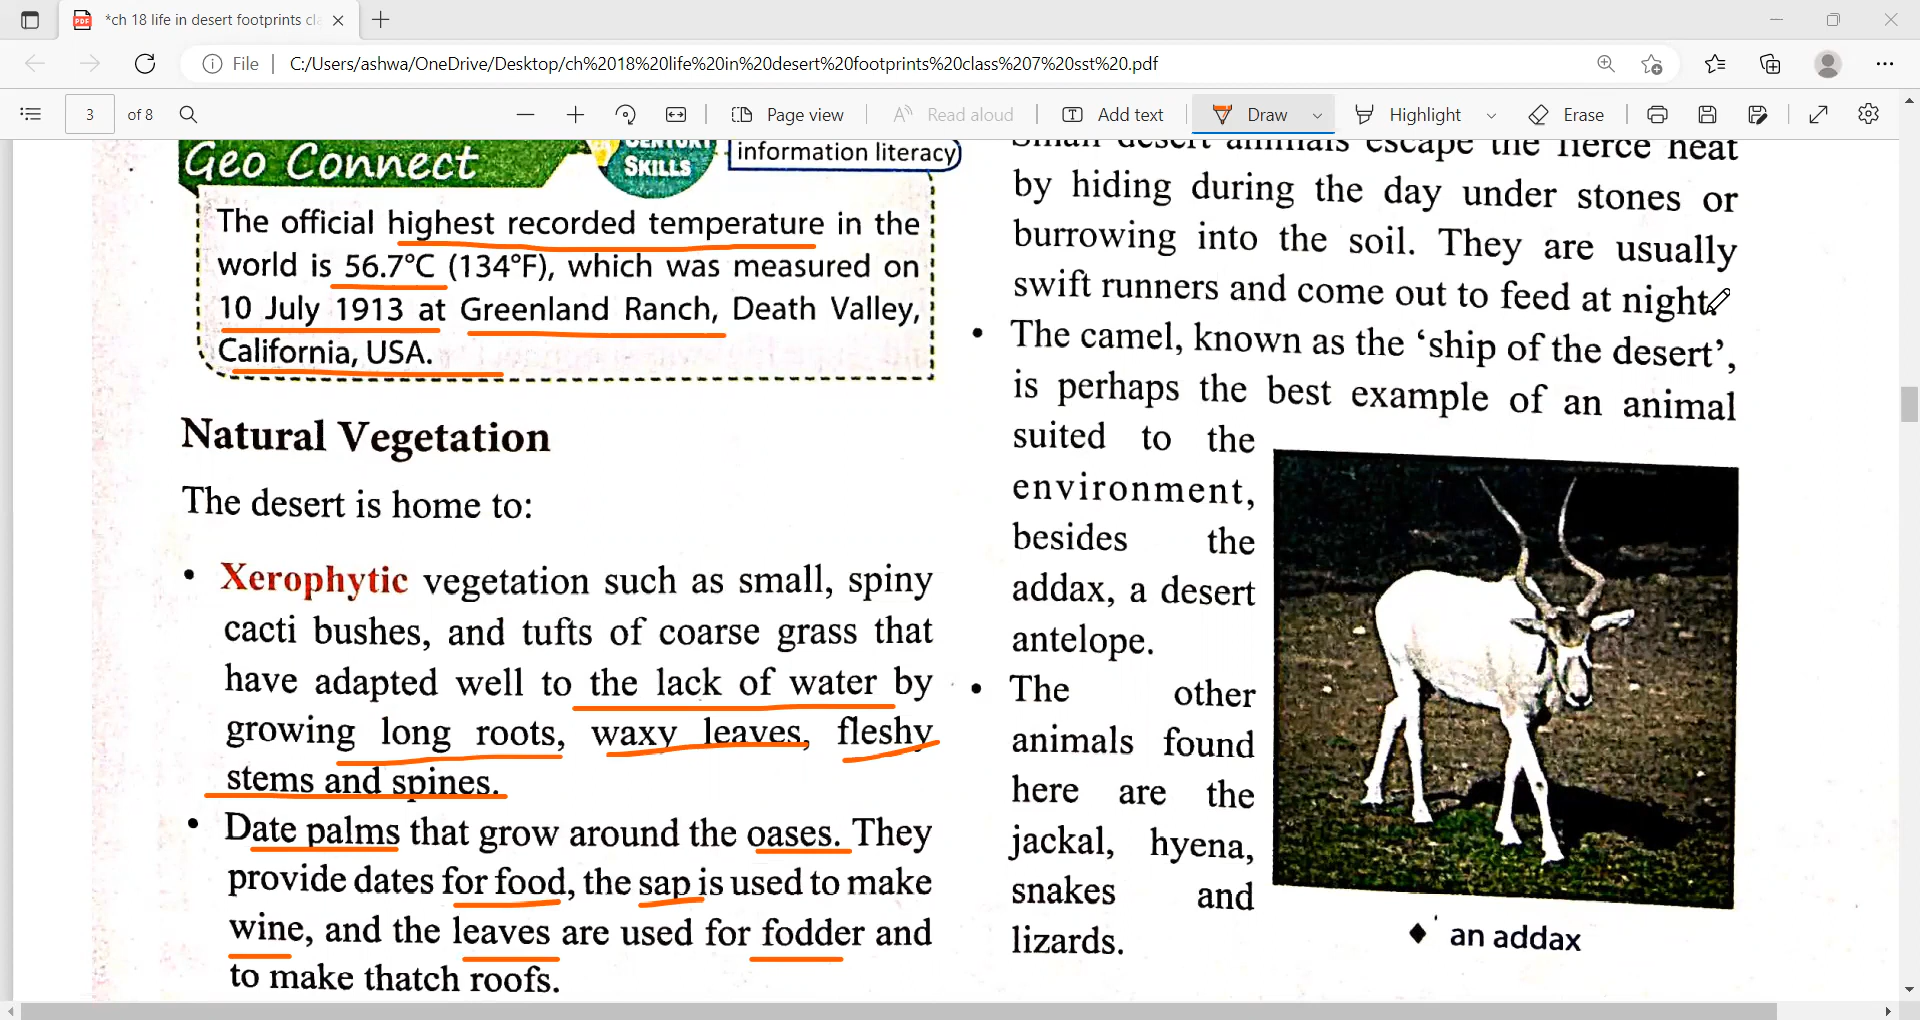 *ch 18 life in desert footprints cl
File
C:/Users/ashwa/OneDrive/Desktop/ch%2018%20life%20in%20desert%20footprints%20class%207%20sst%20.pdf
3 of 8
Page view
Read aloud
Add text
Draw
Highlight
Erase
Geo Connect
CENTURY
SKILLS
information literacy
The official highest recorded temperature in the
world is 56.7°C (134°F), which was measured on
10 July 1913 at Greenland Ranch, Death Valley,
California, USA.
Natural Vegetation
The desert is home to:
• Xerophytic vegetation such as small, spiny
cacti bushes, and tufts of coarse grass that
have adapted well to the lack of water by
growing long roots, waxy leaves, fleshy
stems and spines.
• Date palms that grow around the oases. They
provide dates for food, the sap is used to make
wine, and the leaves are used for fodder and
to make thatch roofs.
Small desert animals escape the fierce heat
by hiding during the day under stones or
burrowing into the soil. They are usually
swift runners and come out to feed at night.
• The camel, known as the ‘ship of the desert’,
is perhaps the best example of an animal
suited to the
environment,
besides the
addax, a desert
antelope.
• The other
animals found
here are the
jackal, hyena,
snakes and
lizards.
♦ an addax